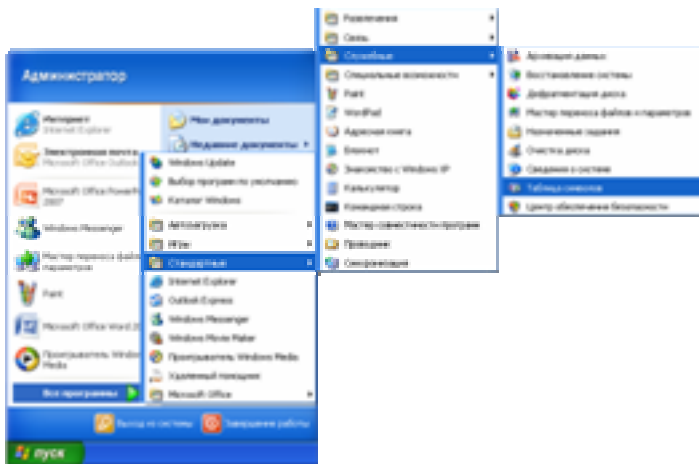 Администратор
Интернет
Internet Explorer
Электронная почта
Microsoft Office Outlook
Microsoft Office PowerPoint
2007
Windows Messenger
Мастер переноса файлов
параметров
Paint
Microsoft Office Word 20
Проигрыватель Windows
Media
Все программы
Мои документы
Недавние документы
Windows Update
Выбор программ по умолчанию
Каталог Windows
Автозагрузка
Игры
Стандартные
Internet Explorer
Outlook Express
Windows Messenger
Windows Movie Maker
Проигрыватель Windows Media
Удаленный помощник
Microsoft Office
Развлечения
Связь
Служебные
Специальные возможности
Paint
WordPad
Адресная книга
Блокнот
Знакомство с Windows XP
Калькулятор
Командная строка
Мастер совместимости программ
Проводник
Синхронизация
Архивация данных
Восстановление системы
Дефрагментация диска
Мастер переноса файлов и параметров
Назначенные задания
Очистка диска
Сведения о системе
Таблица символов
Центр обеспечения безопасности
Выход из системы
Завершение работы
пуск